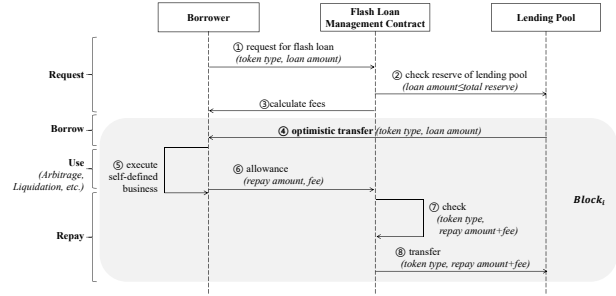 Borrower
Flash Loan
Management Contract
Lending Pool
Request
① request for flash loan
(token type, loan amount)
② check reserve of lending pool
(loan amount≤total reserve)
③calculate fees
Borrow
④ optimistic transfer (token type, loan amount)
Use
(Arbitrage,
Liquidation, etc.)
⑤ execute
self-defined
business
⑥ allowance
(repay amount, fee)
Repay
⑦ check
(token type,
repay amount+fee)
Block_i
⑧ transfer
(token type, repay amount+fee)